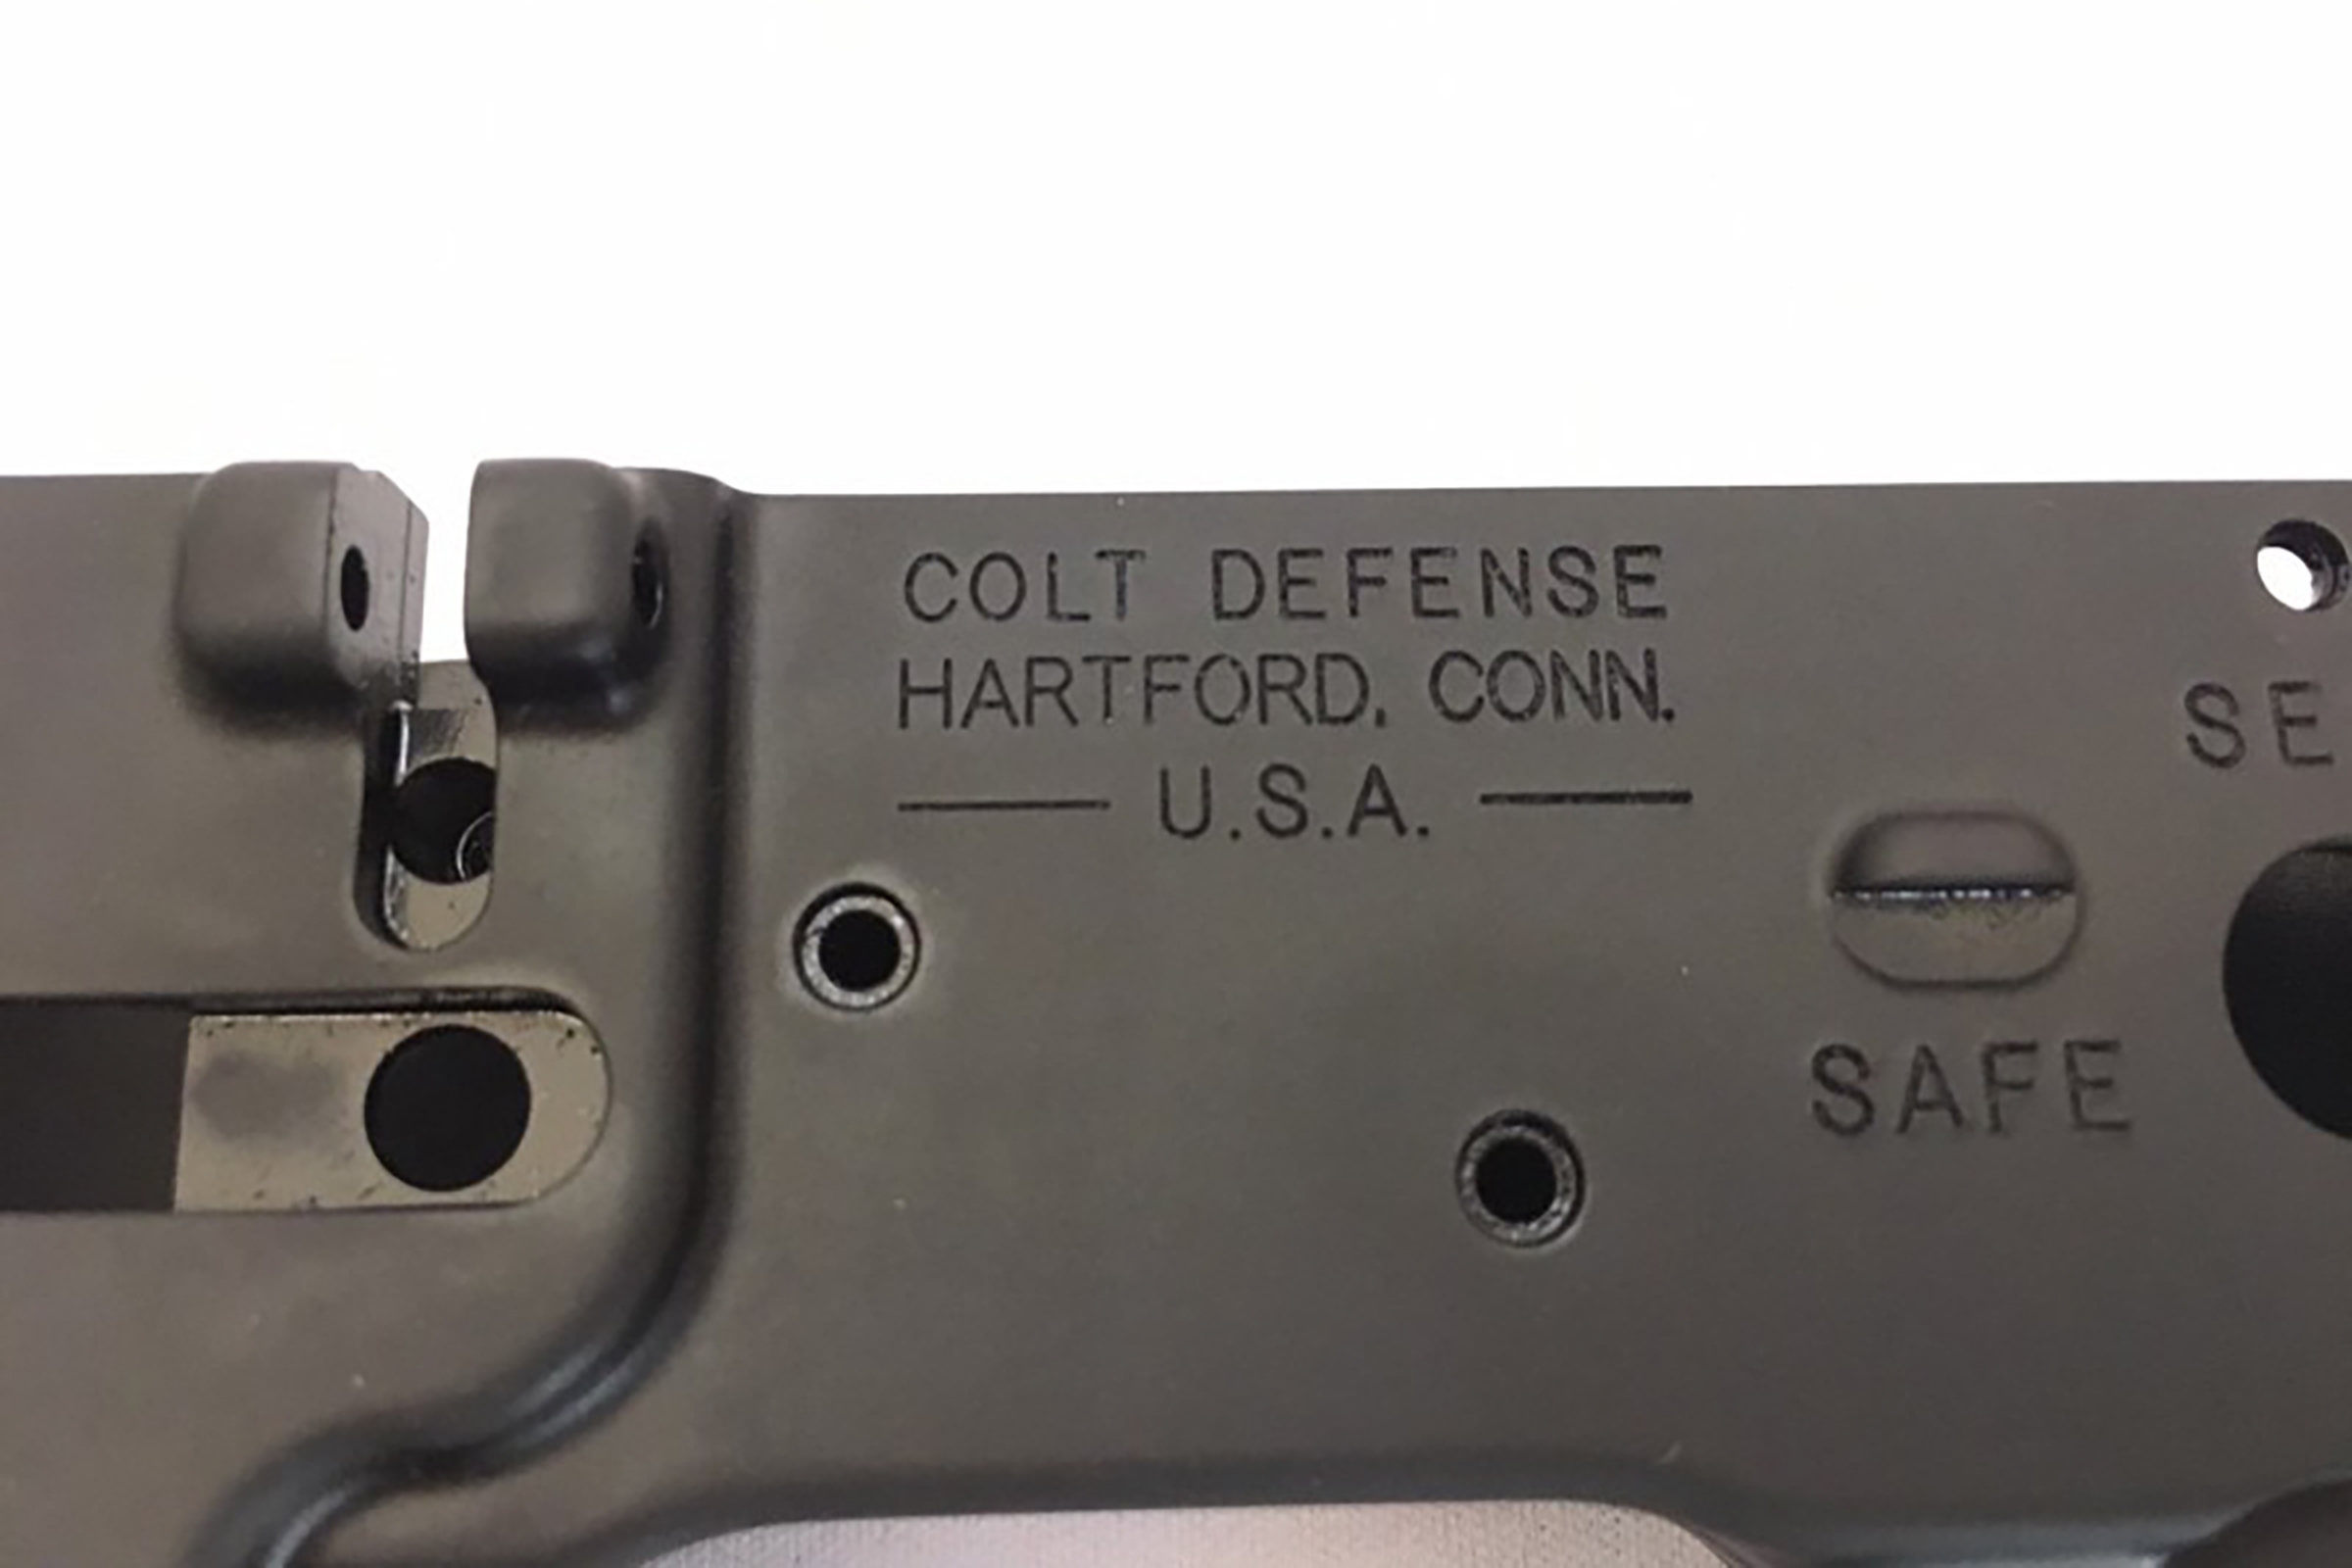 COLT DEFENSE
HARTFORD, CONN.
U.S.A.
SE
SAFE